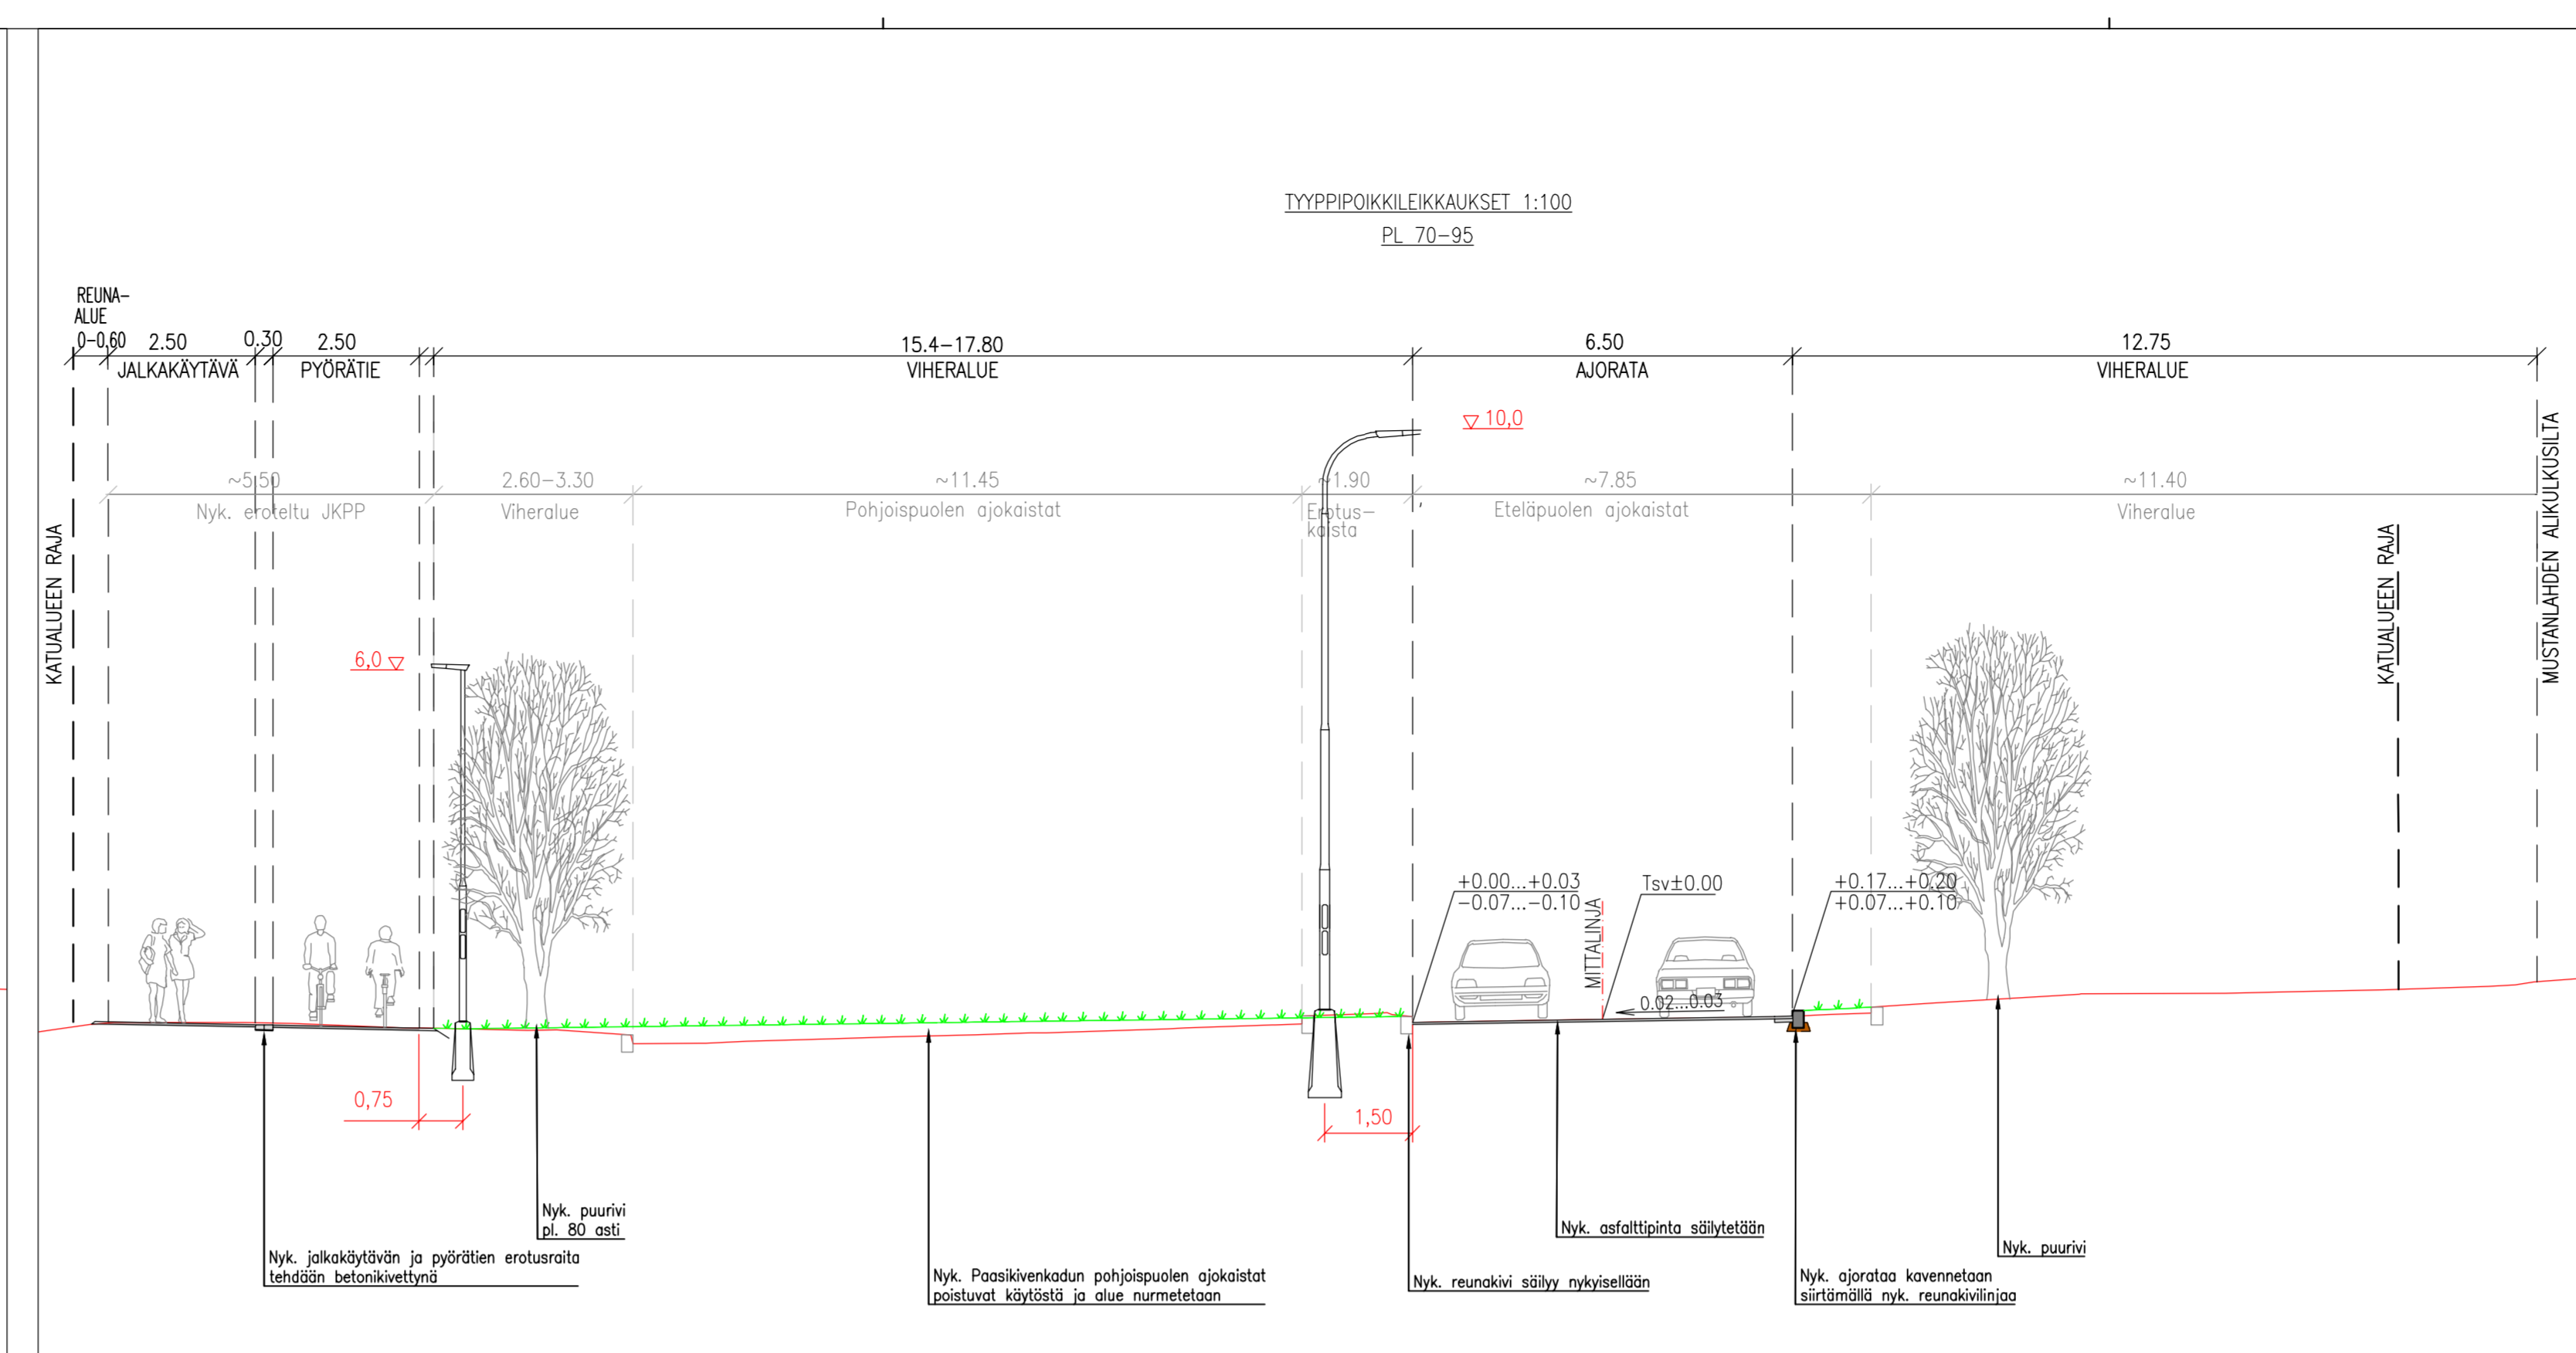 TYYPPIPOIKKILEIKKAUKSET 1:100
PL 70-95
REUNA-
ALUE
0-0.60 2.50 0.30 2.50 15.4-17.80 6.50 12.75
JALKAKÄYTÄVÄ PYÖRÄTIE VIHERALUE AJORATA VIHERALUE
10,0
~5.50 2.60-3.30 ~11.45 ~1.90 ~7.85 ~11.40
Nyk. eroteltu JKPP Viheralue Pohjoispuolen ajokaistat Erotus-
kaista
Eteläpuolen ajokaistat Viheralue
KATUALUEEN RAJA
KATUALUEEN RAJA
MUSTANLAHDEN ALIKULKUSILTA
6,0
+0.00...+0.03
-0.07...-0.10
MITTALINJA
Tsv±0.00
0.02...0.03
+0.17...+0.20
+0.07...+0.10
0,75
1,50
Nyk. puurivi
pl. 80 asti
Nyk. jalkakäytävän ja pyörätien erotusraita
tehdään betonikivettynä
Nyk. Paasikivenkadun pohjoispuolen ajokaistat
poistuvat käytöstä ja alue nurmetetaan
Nyk. reunakivi säilyy nykyisellään
Nyk. asfalttipinta säilytetään
Nyk. ajorataa kavennetaan
siirtämällä nyk. reunakivilinjaa
Nyk. puurivi